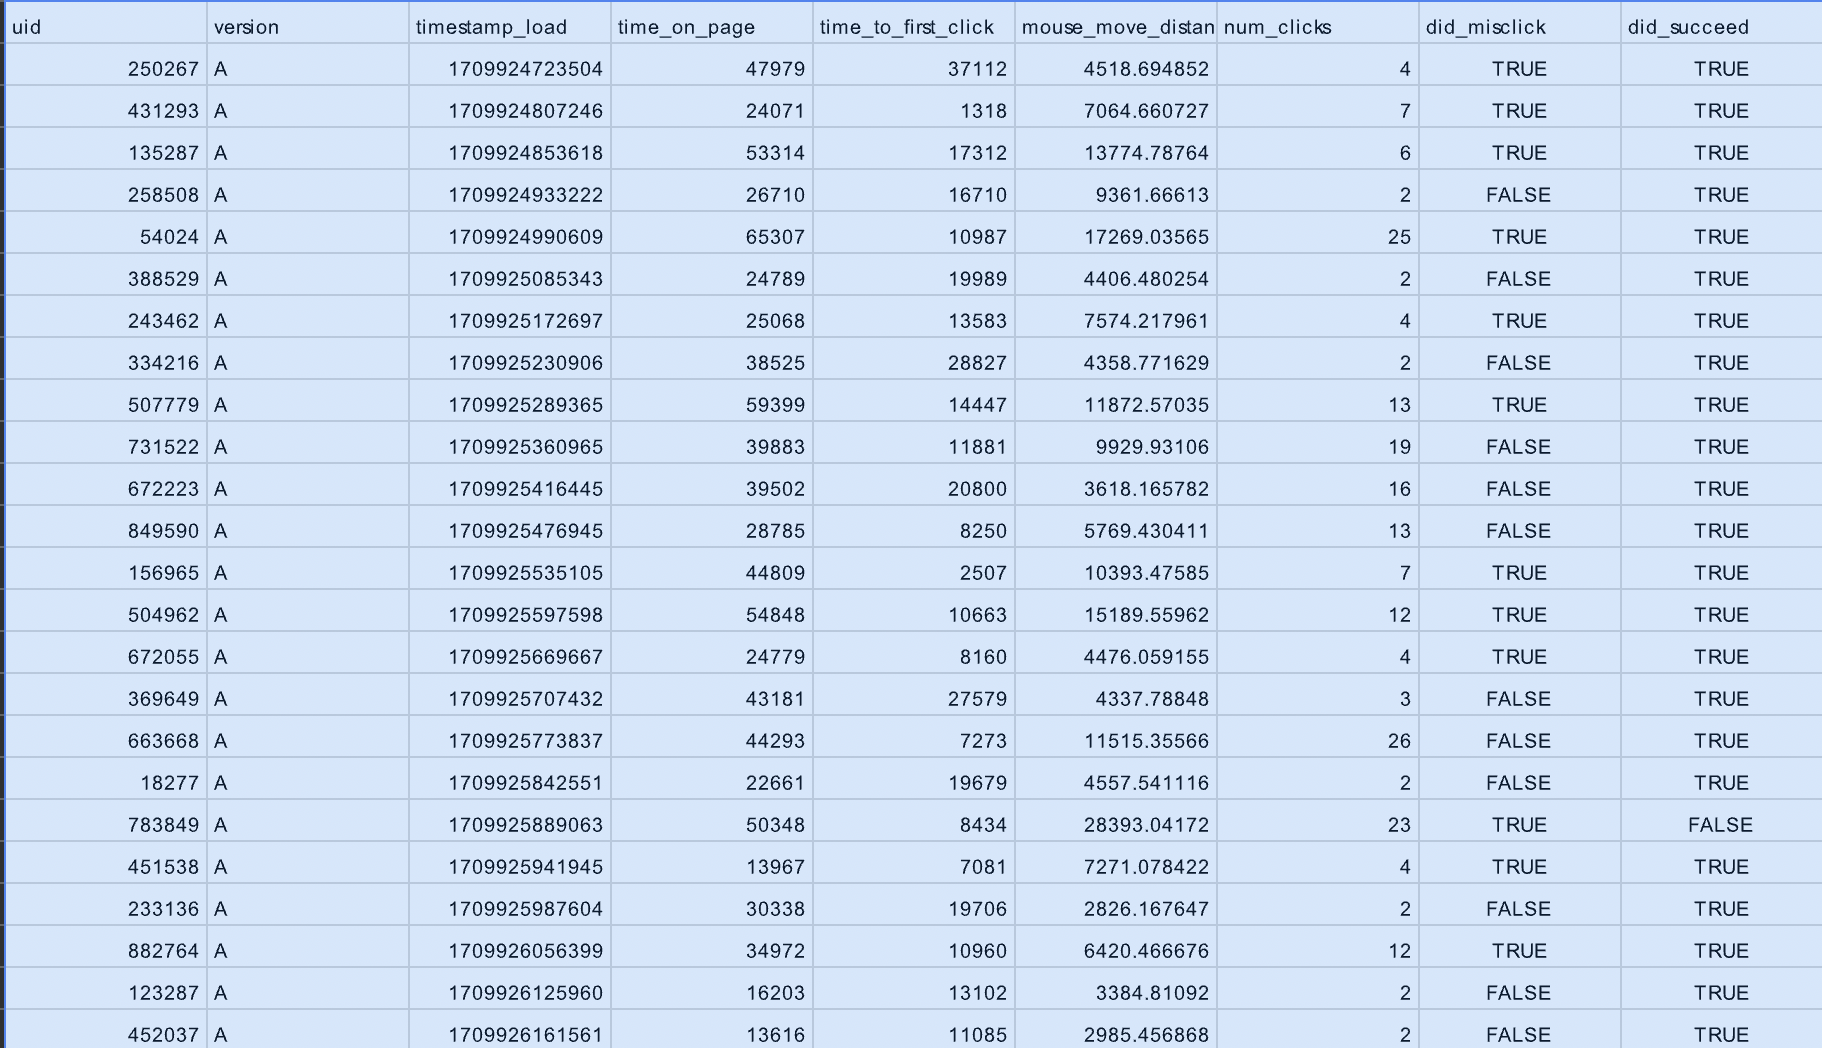 uid version timestamp_load time_on_page time_to_first_click mouse_move_distan num_clicks did_misclick did_succeed
250267 A 1709924723504 47979 37112 4518.694852 4 TRUE TRUE
431293 A 1709924807246 24071 1318 7064.660727 7 TRUE TRUE
135287 A 1709924853618 53314 17312 13774.78764 6 TRUE TRUE
258508 A 1709924933222 26710 16710 9361.66613 2 FALSE TRUE
54024 A 1709924990609 65307 10987 17269.03565 25 TRUE TRUE
388529 A 1709925085343 24789 19989 4406.480254 2 FALSE TRUE
243462 A 1709925172697 25068 13583 7574.217961 4 TRUE TRUE
334216 A 1709925230906 38525 28827 4358.771629 2 FALSE TRUE
507779 A 1709925289365 59399 14447 11872.57035 13 TRUE TRUE
731522 A 1709925360965 39883 11881 9929.93106 19 FALSE TRUE
672223 A 1709925416445 39502 20800 3618.165782 16 FALSE TRUE
849590 A 1709925476945 28785 8250 5769.430411 13 FALSE TRUE
156965 A 1709925535105 44809 2507 10393.47585 7 TRUE TRUE
504962 A 1709925597598 54848 10663 15189.55962 12 TRUE TRUE
672055 A 1709925669667 24779 8160 4476.059155 4 TRUE TRUE
369649 A 1709925707432 43181 27579 4337.78848 3 FALSE TRUE
663668 A 1709925773837 44293 7273 11515.35566 26 FALSE TRUE
18277 A 1709925842551 22661 19679 4557.541116 2 FALSE TRUE
783849 A 1709925889063 50348 8434 28393.04172 23 TRUE FALSE
451538 A 1709925941945 13967 7081 7271.078422 4 TRUE TRUE
233136 A 1709925987604 30338 19706 2826.167647 2 FALSE TRUE
882764 A 1709926056399 34972 10960 6420.466676 12 TRUE TRUE
123287 A 1709926125960 16203 13102 3384.81092 2 FALSE TRUE
452037 A 1709926161561 13616 11085 2985.456868 2 FALSE TRUE